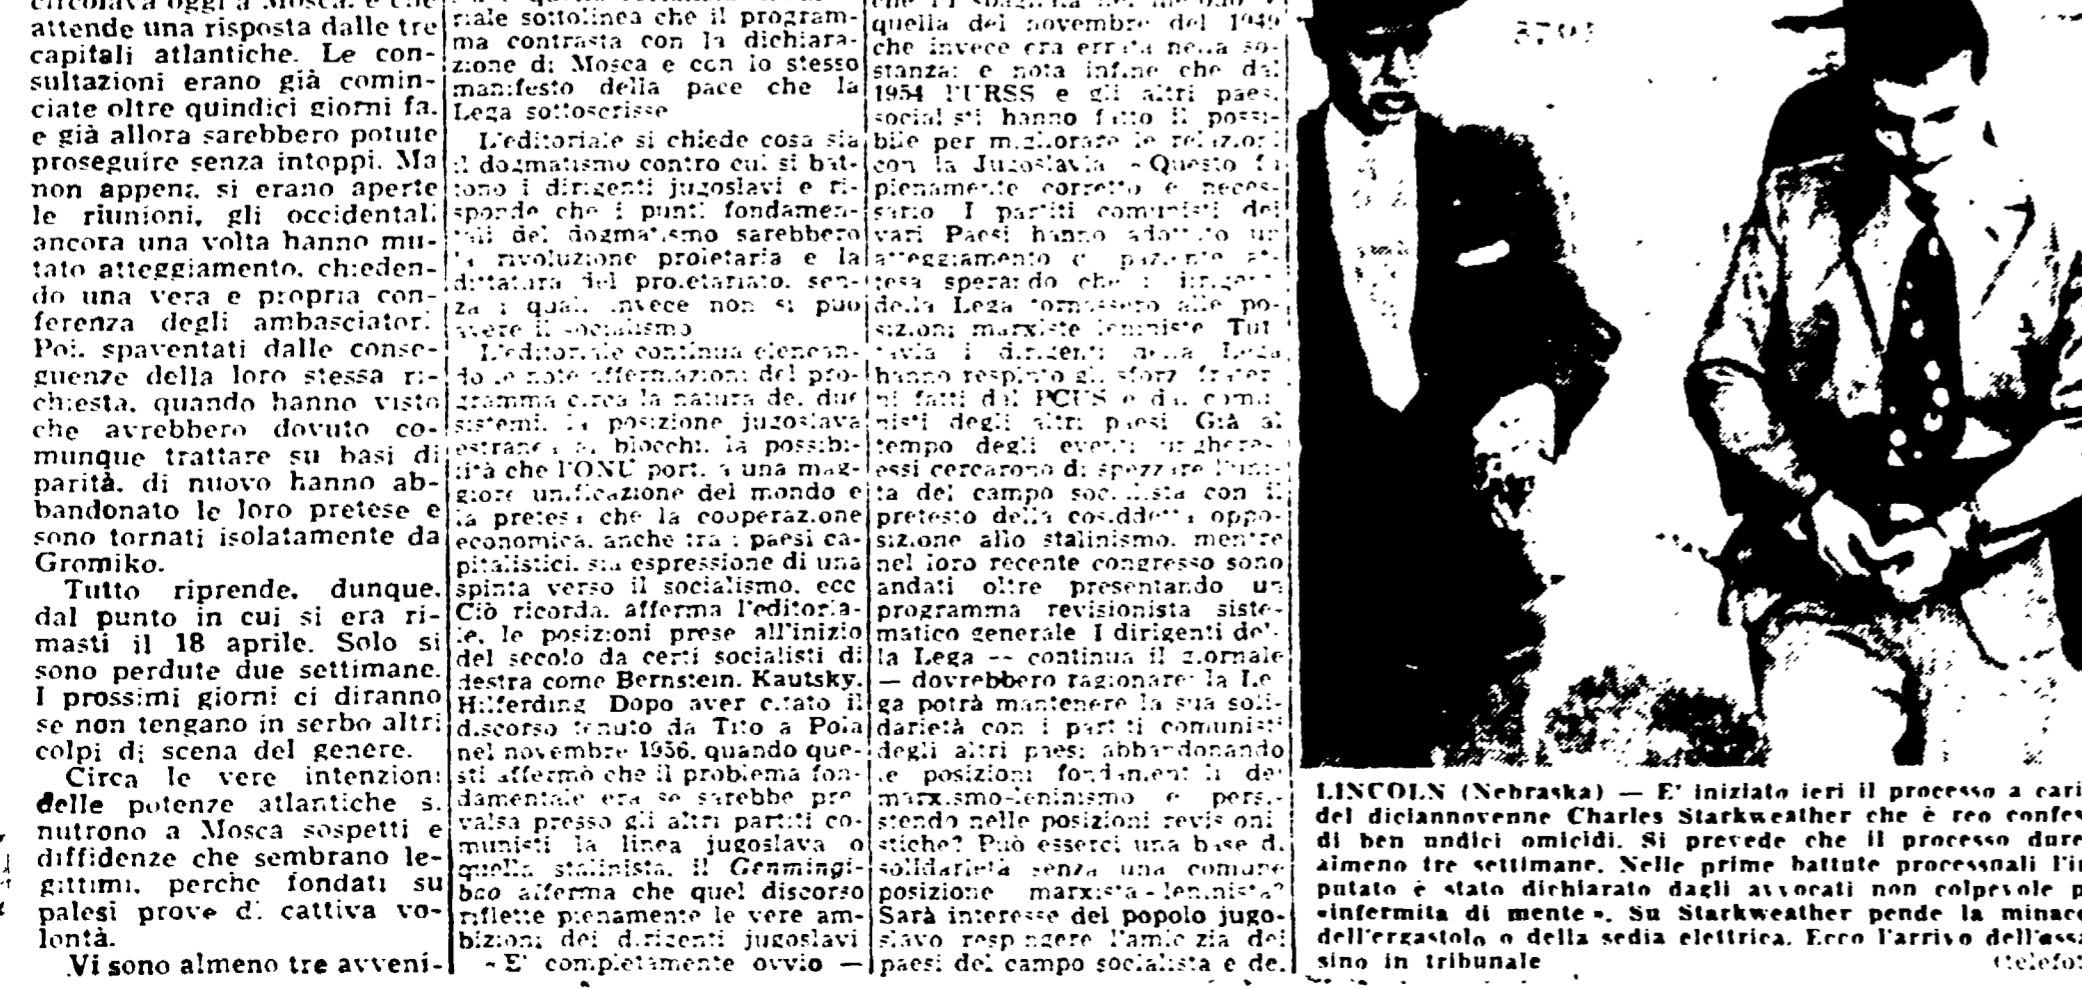 attende una risposta dalle tre
capitali atlantiche. Le con-
sultazioni erano già comin-
ciate oltre quindici giorni fa.
e già allora sarebbero potute
proseguire senza intoppi. Ma
non appena si erano aperte
le riunioni, gli occidentali
ancora una volta hanno mu-
tato atteggiamento, chieden-
do una vera e propria con-
ferenza degli ambasciatori.
Poi, spaventati dalle conse-
guenze della loro stessa ri-
chiesta, quando hanno visto
che avrebbero dovuto co-
munque trattare su basi di
parità, di nuovo hanno ab-
bandonato le loro pretese e
sono tornati isolatamente da
Gromiko.
Tutto riprende, dunque,
dal punto in cui si era ri-
masti il 18 aprile. Solo si
sono perdute due settimane.
I prossimi giorni ci diranno
se non tengano in serbo altri
colpi di scena del genere.
Circa le vere intenzioni
delle potenze atlantiche si
nutrono a Mosca sospetti e
diffidenze che sembrano le-
gittimi, perche fondati su
palesi prove di cattiva vo-
lontà.
Vi sono almeno tre avveni-
riale sottolinea che il program-
ma contrasta con la dichiara-
zione di Mosca e con lo stesso
manifesto della pace che la
Lega sottoscrisse
L'editoriale si chiede cosa sia
il dogmatismo contro cui si bat-
tono i dirigenti jugoslavi e ri-
sponde che i punti fondamen-
tali del dogmatismo sarebbero
la rivoluzione proletaria e la
dittatura del proletariato, sen-
za i quali invece non si può
avere il socialismo
L'editoriale continua elencan-
do le note affermazioni del pro-
gramma circa la natura dei due
sistemi, la posizione jugoslava
estranea ai blocchi, la possibi-
lità che l'ONU porti a una mag-
giore unificazione del mondo e
la pretesa che la cooperazione
economica, anche tra i paesi ca-
pitalistici, sia espressione di una
spinta verso il socialismo, ecc
Ciò ricorda, afferma l'editoria-
le, le posizioni prese all'inizio
del secolo da certi socialisti di
destra come Bernstein, Kautsky,
Hilferding Dopo aver citato il
discorso tenuto da Tito a Pola
nel novembre 1956, quando que-
sti affermò che il problema fon-
damentale era se sarebbe pre
valsa presso gli altri partiti co-
munisti la linea jugoslava o
quella stalinista, il Genmingi-
bao afferma che quel discorso
riflette pienamente le vere am-
bizioni dei dirigenti jugoslavi
- E' completamente ovvio —
quella del novembre del 1949
che invece era errata nella so-
stanza: e nota infine che dal
1954 l'URSS e gli altri paesi
socialisti hanno fatto il possi-
bile per migliorare le relazioni
con la Jugoslavia - Questo fu
pienamente corretto e neces-
sario I partiti comunisti dei
vari Paesi hanno adottato un
atteggiamento di paziente at-
tesa sperando che i dirigenti
della Lega tornassero alle po-
sizioni marxiste leniniste Tut
tavia i dirigenti della Lega
hanno respinto gli sforzi frater
ni fatti dal PCUS e dai comu
nisti degli altri paesi Già al
tempo degli eventi ungheresi
essi cercarono di spezzare l'uni-
tà del campo socialista con il
pretesto della cosiddetta oppo-
sizione allo stalinismo, mentre
nel loro recente congresso sono
andati oltre presentando un
programma revisionista siste-
matico generale I dirigenti del-
la Lega -- continua il giornale
— dovrebbero ragionare: la Le
ga potrà mantenere la sua soli-
darietà con i partiti comunisti
degli altri paesi abbandonando
le posizioni fondamentali del
marxismo-leninismo e persi-
stendo nelle posizioni revisioni
stiche? Può esserci una base di
solidarietà senza una comune
posizione marxista-leninista?
Sarà interesse del popolo jugo-
slavo respingere l'amicizia dei
paesi del campo socialista e de.
LINCOLN (Nebraska) — E' iniziato ieri il processo a cari
del diciannovenne Charles Starkweather che è reo confes
di ben undici omicidi. Si prevede che il processo dure
almeno tre settimane. Nelle prime battute processuali l'im
putato è stato dichiarato dagli avvocati non colpevole p
«infermita di mente». Su Starkweather pende la minacc
dell'ergastolo o della sedia elettrica. Ecco l'arrivo dell'assa
sino in tribunale (telefot